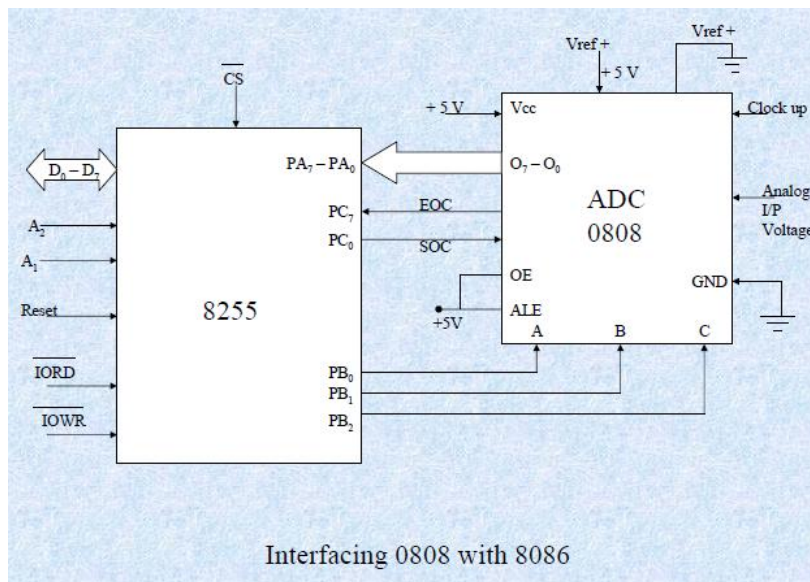 Vref +
Vref +
+ 5 V
CS
+ 5 V
Vcc
Clock up
D0 – D7
PA7 – PA0
O7 – O0
ADC
0808
Analog
I/P
Voltage
PC7
EOC
A2
PC0
SOC
A1
OE
GND
Reset
8255
ALE
+5V
A
B
C
IORD
PB0
PB1
IOWR
PB2
Interfacing 0808 with 8086